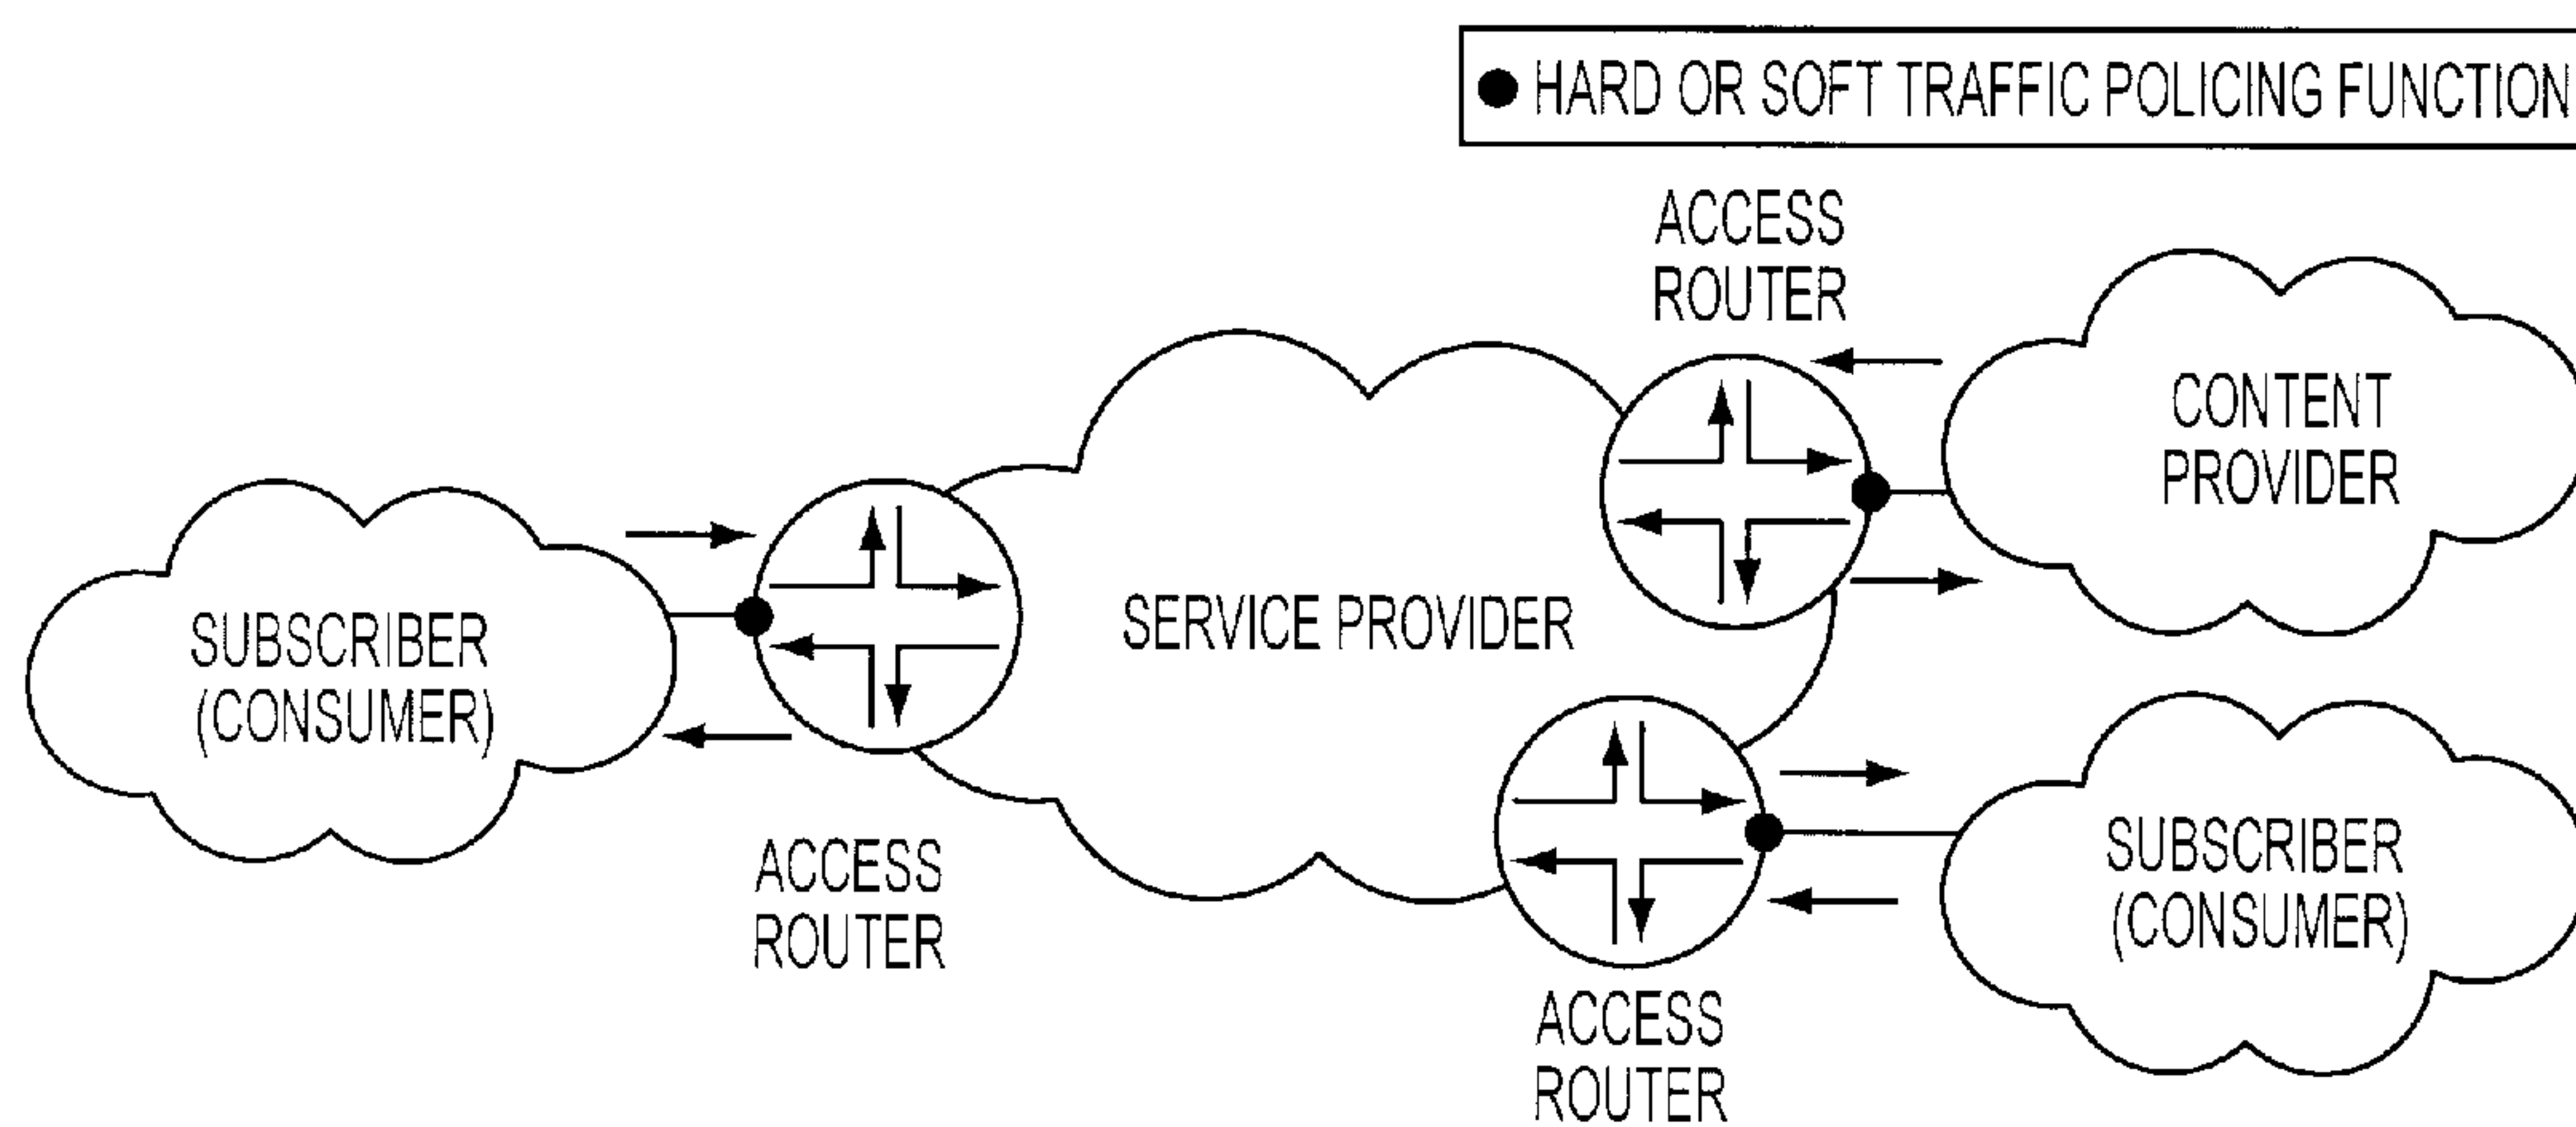 HARD OR SOFT TRAFFIC POLICING FUNCTION
ACCESS
ROUTER
CONTENT
PROVIDER
SERVICE PROVIDER
SUBSCRIBER
(CONSUMER)
ACCESS
ROUTER
SUBSCRIBER
(CONSUMER)
ACCESS
ROUTER